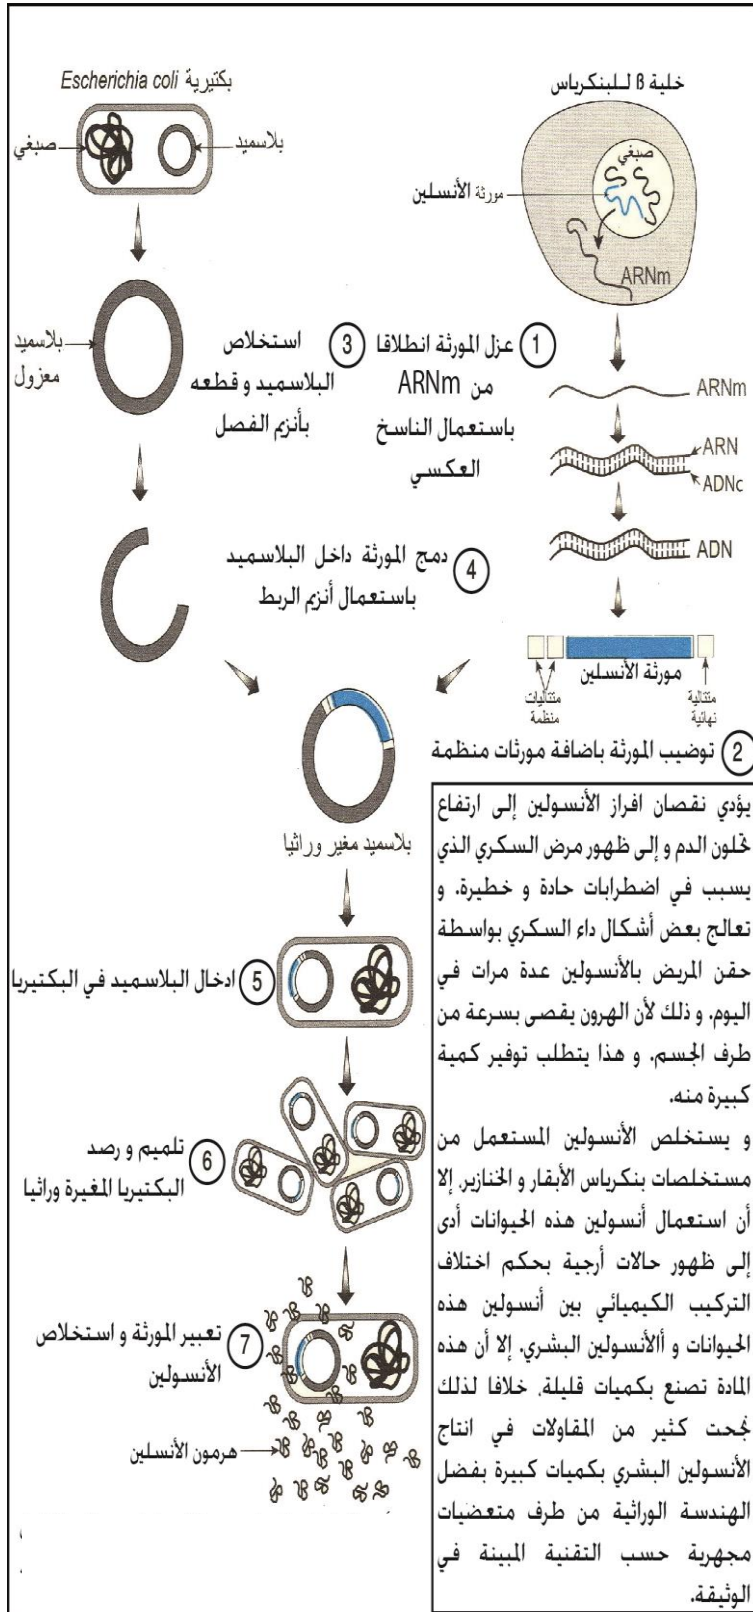 بكتيرية Escherichia coli
صبغي
بلاسميد
خلية ß للبنكرياس
صبغي
مورثة الأنسلين
ARNm
بلاسميد
معزول
3 استخلاص
البلاسميد و قطعه
بأنزيم الفصل
1 عزل المورثة انطلاقا
من ARNm
باستعمال الناسخ
العكسي
ARNm
ARN
ADNc
ADN
4 دمج المورثة داخل البلاسميد
باستعمال أنزيم الربط
مورثة الأنسلين
متتاليات
منظمة
متتالية
نهائية
2 توضيب المورثة باضافة مورثات منظمة
بلاسميد مغير وراثيا
5 ادخال البلاسميد في البكتيريا
6 تلميم و رصد
البكتيريا المغيرة وراثيا
7 تعبير المورثة و استخلاص
الأنسلين
هرمون الأنسلين
يؤدي نقصان افراز الأنسولين إلى ارتفاع
تحلون الدم و إلى ظهور مرض السكري الذي
يسبب في اضطرابات حادة و خطيرة. و
تعالج بعض أشكال داء السكري بواسطة
حقن المريض بالأنسولين عدة مرات في
اليوم. و ذلك لأن الهرون يقصى بسرعة من
طرف الجسم. و هذا يتطلب توفير كمية
كبيرة منه.
و يستخلص الأنسولين المستعمل من
مستخلصات بنكرياس الأبقار و الخنازير. إلا
أن استعمال أنسولين هذه الحيوانات أدى
إلى ظهور حالات أرجية بحكم اختلاف
التركيب الكيميائي بين أنسولين هذه
الحيوانات و أالأنسولين البشري. إلا أن هذه
المادة تصنع بكميات قليلة. خلافا لذلك
نجحت كثير من المقاولات في انتاج
الأنسولين البشري بكميات كبيرة بفضل
الهندسة الوراثية من طرف متعضيات
مجهرية حسب التقنية المبينة في
الوثيقة.